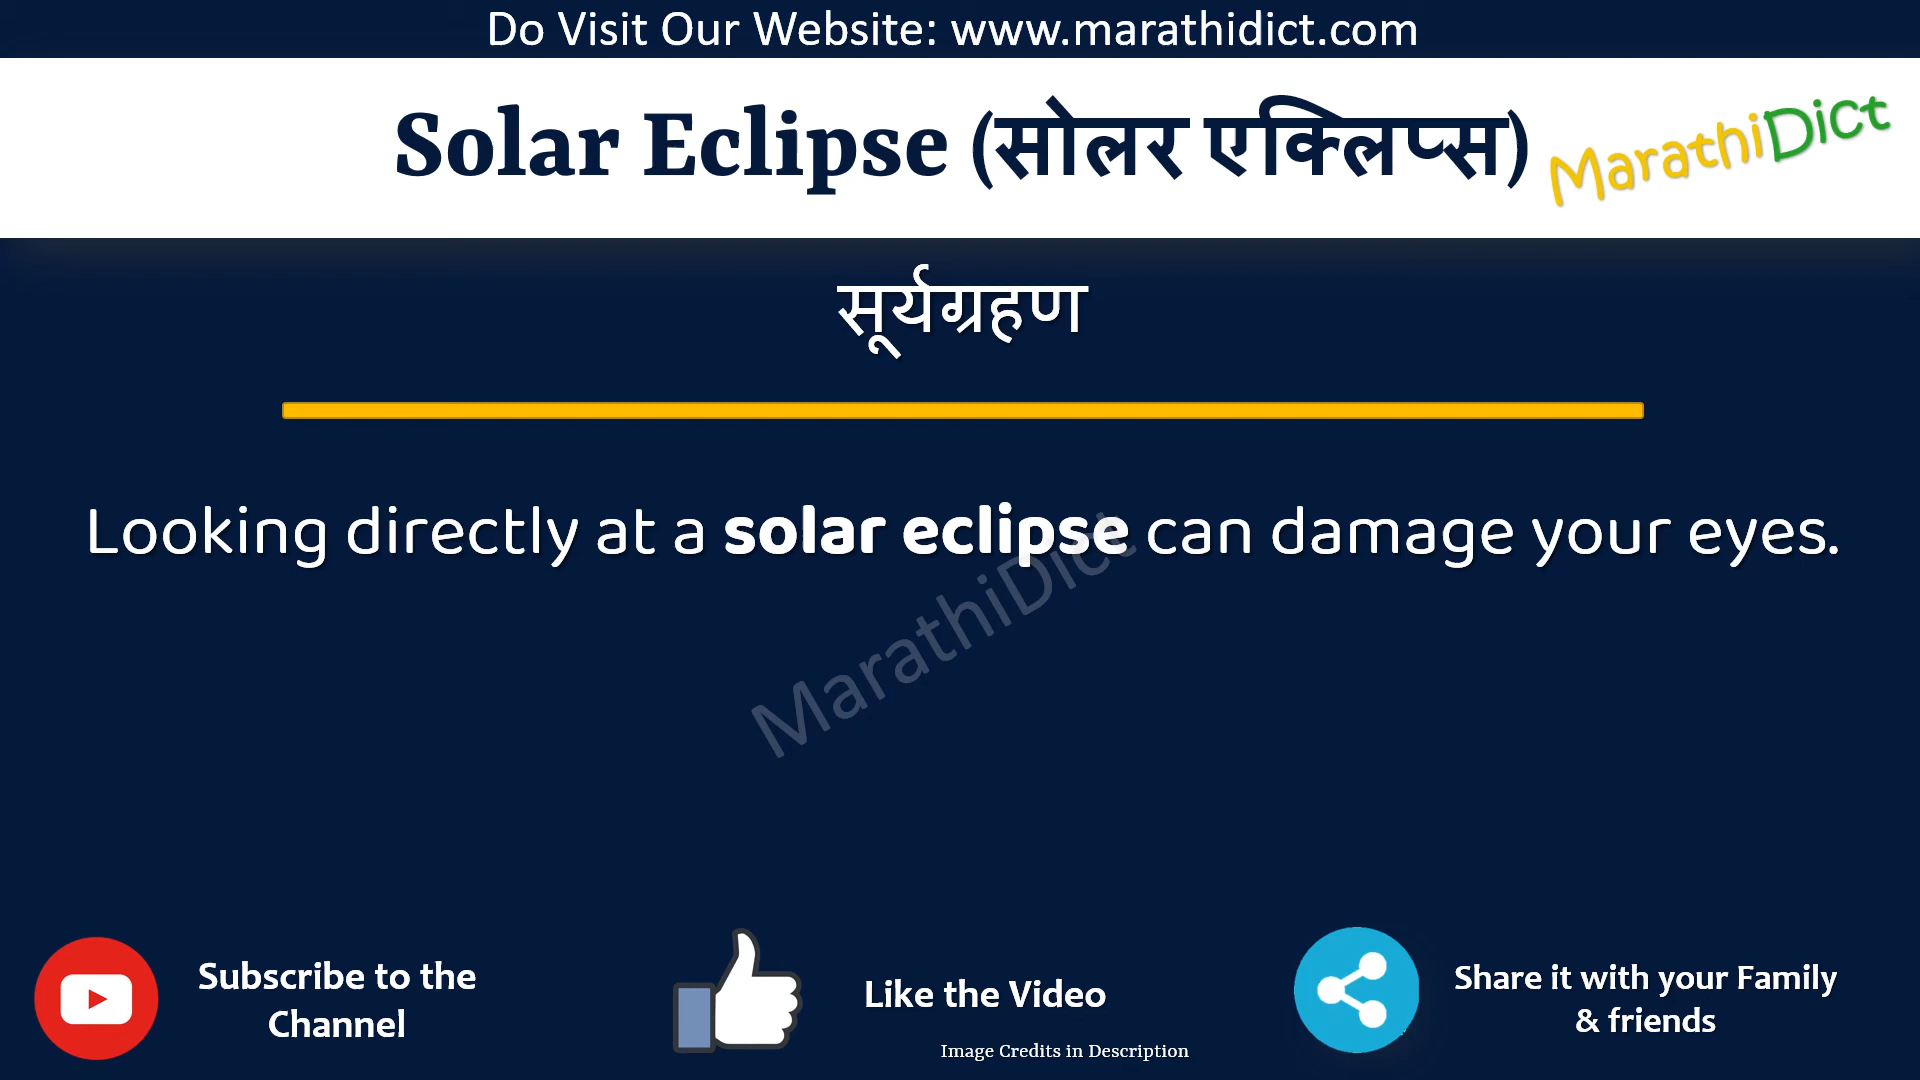 Do Visit Our Website: www.marathidict.com
Solar Eclipse (सोलर एक्लिप्स)
MarathiDict
सूर्यग्रहण
Looking directly at a solar eclipse can damage your eyes.
MarathiDict
Subscribe to the
Channel
Like the Video
Share it with your Family
& friends
Image Credits in Description